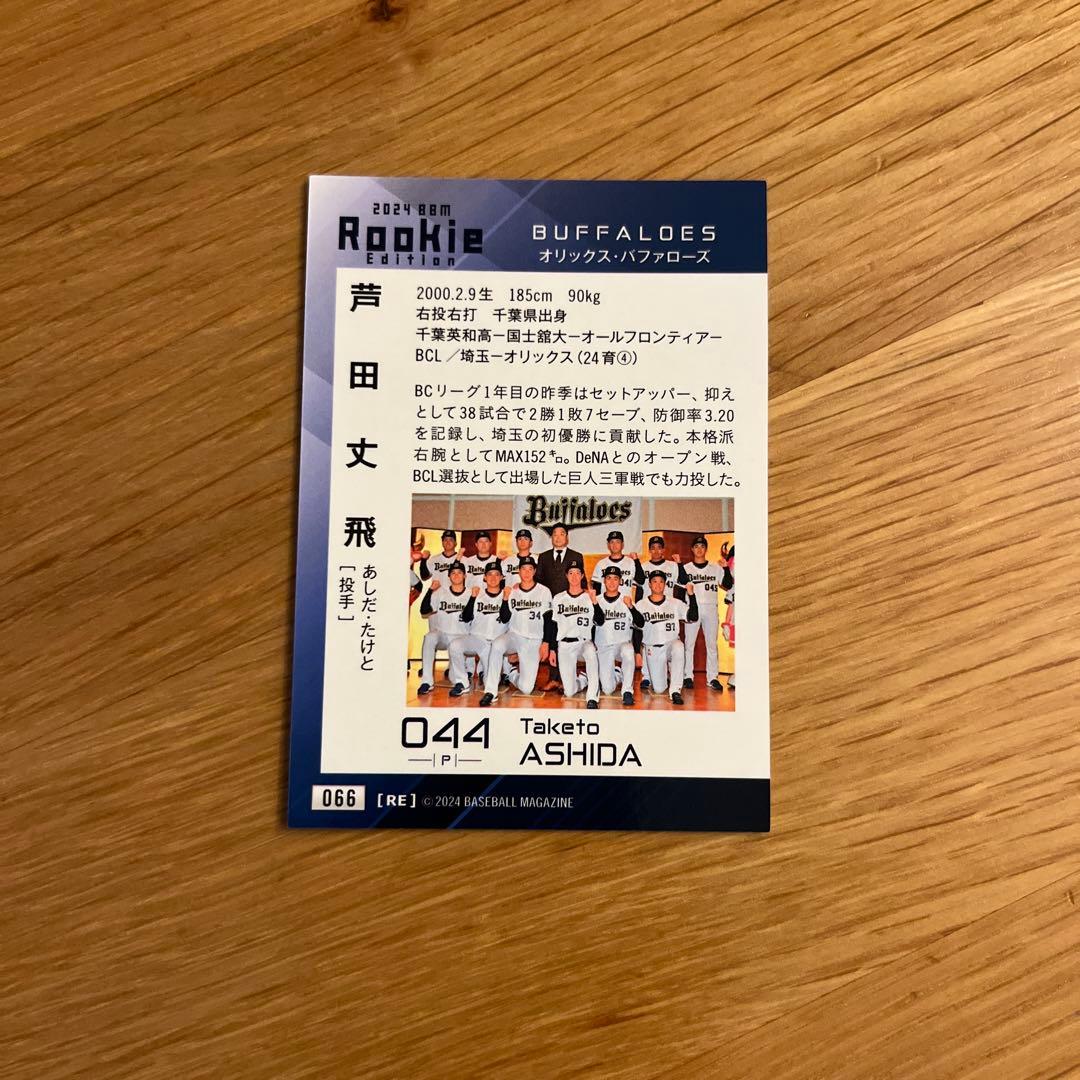 2024 BBM
Rookie
Edition
BUFFALOES
オリックス・バファローズ
芦田丈飛
あしだ・たけと
[投手]
2000.2.9生 185cm 90kg
右投右打 千葉県出身
千葉英和高ー国士舘大ーオールフロンティアー
BCL／埼玉ーオリックス（24育④）
BCリーグ1年目の昨季はセットアッパー、抑え
として38試合で2勝1敗7セーブ、防御率3.20
を記録し、埼玉の初優勝に貢献した。本格派
右腕としてMAX152㌔。DeNAとのオープン戦、
BCL選抜として出場した巨人三軍戦でも力投した。
Buffaloes
Buffaloes
34
Buffaloes
63
62
Buffaloes
97
Buffaloes
044
P
Taketo
ASHIDA
066 [RE] ©2024 BASEBALL MAGAZINE